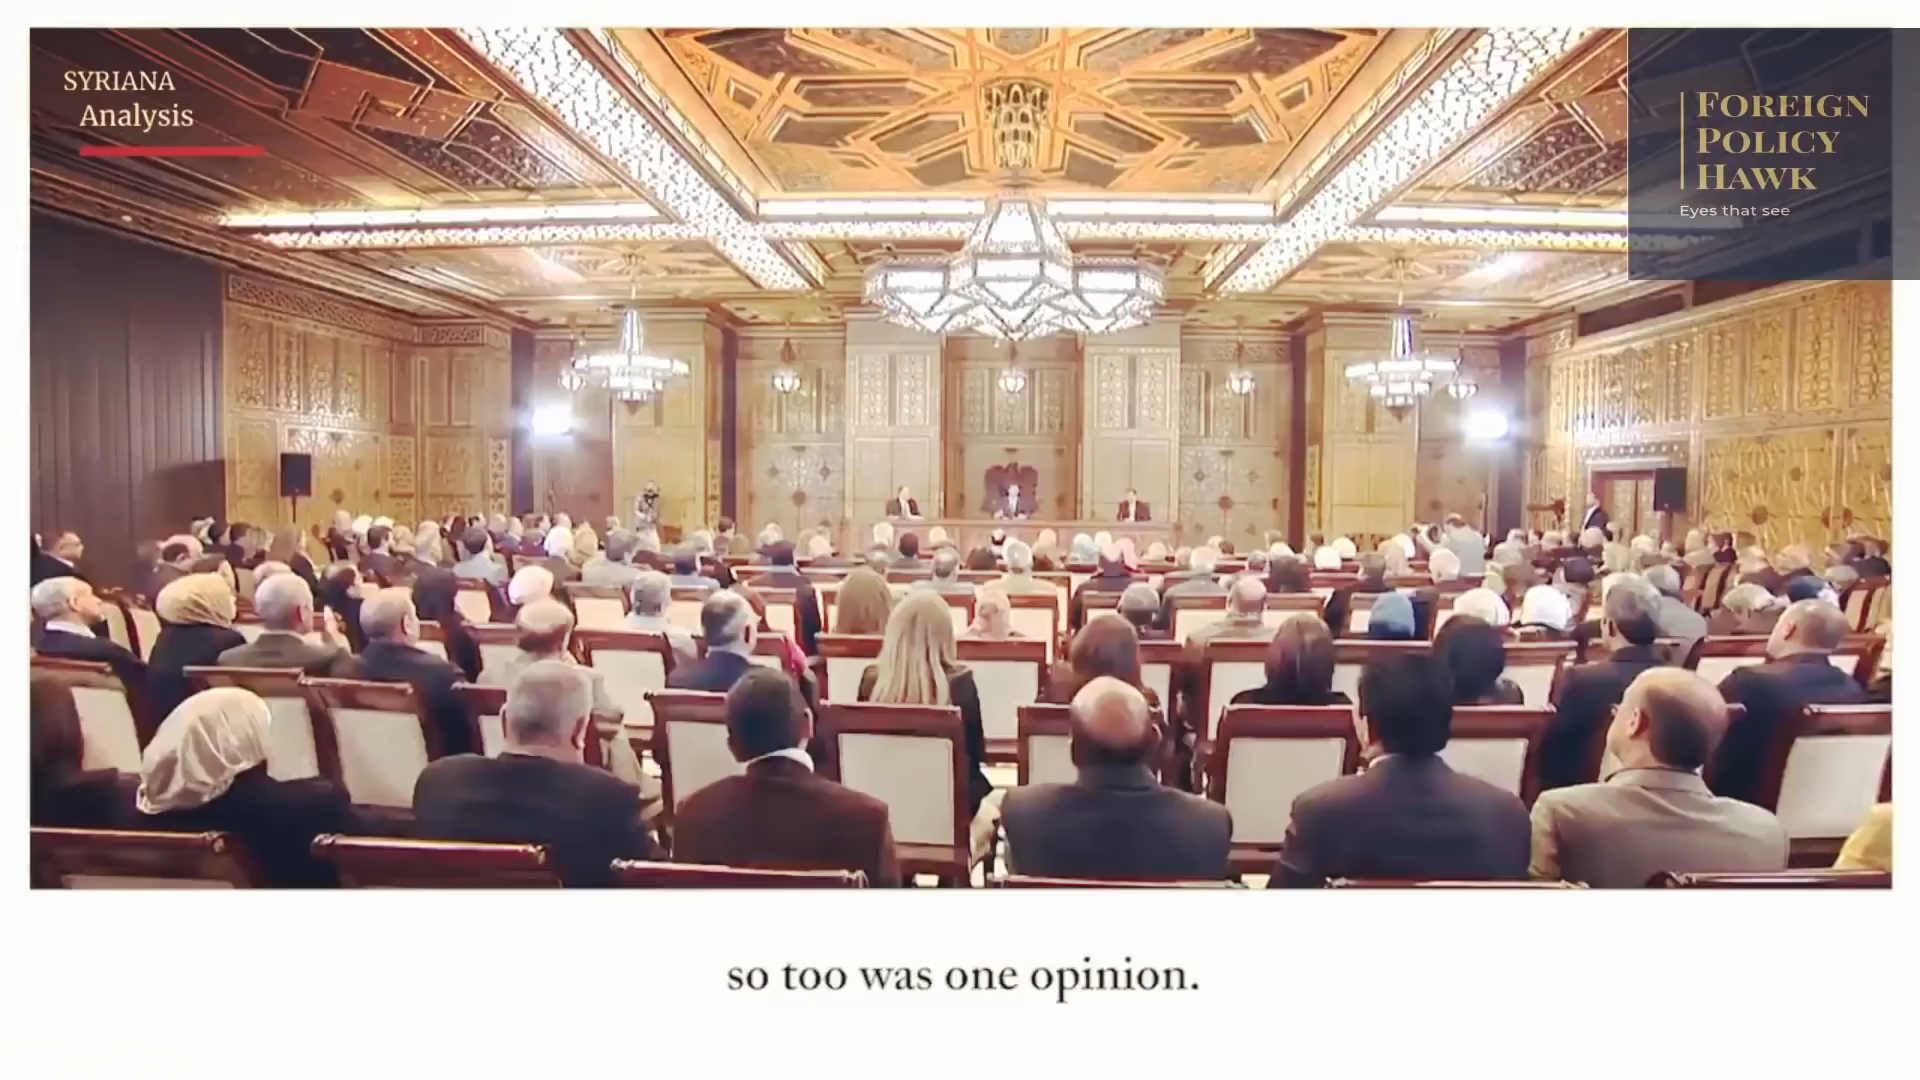 SYRIANA
Analysis
FOREIGN
POLICY
HAWK
Eyes that see
so too was one opinion.